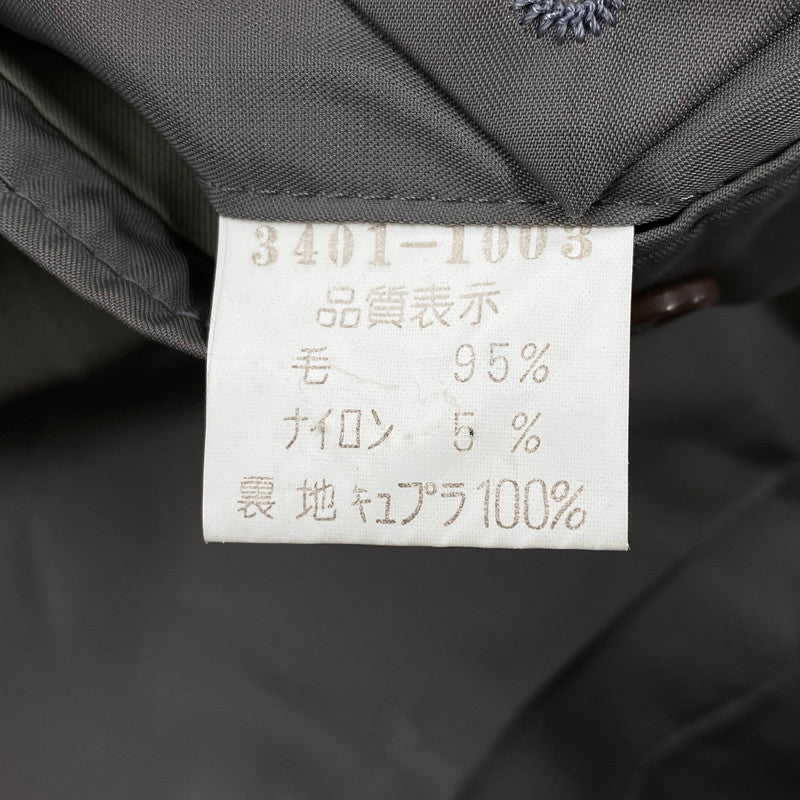 3401-1003
品質表示
毛 95%
ナイロン 5 %
裏地キュプラ100%